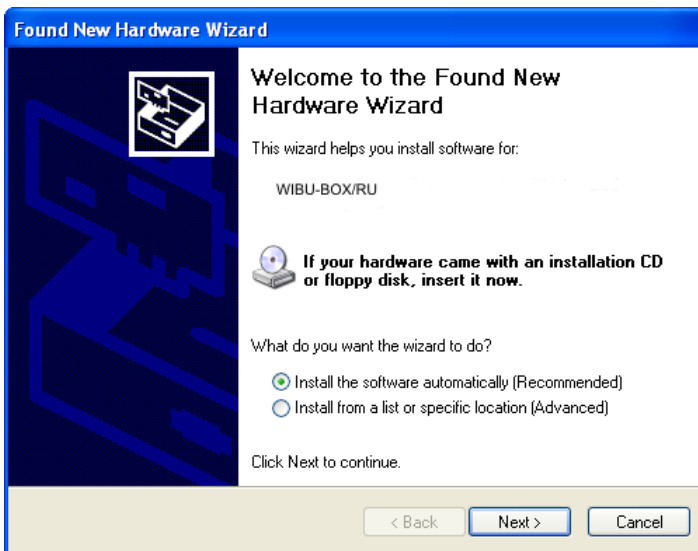 Found New Hardware Wizard
Welcome to the Found New
Hardware Wizard
This wizard helps you install software for:
WIBU-BOX/RU
If your hardware came with an installation CD
or floppy disk, insert it now.
What do you want the wizard to do?
Install the software automatically (Recommended)
Install from a list or specific location (Advanced)
Click Next to continue.
< Back Next > Cancel